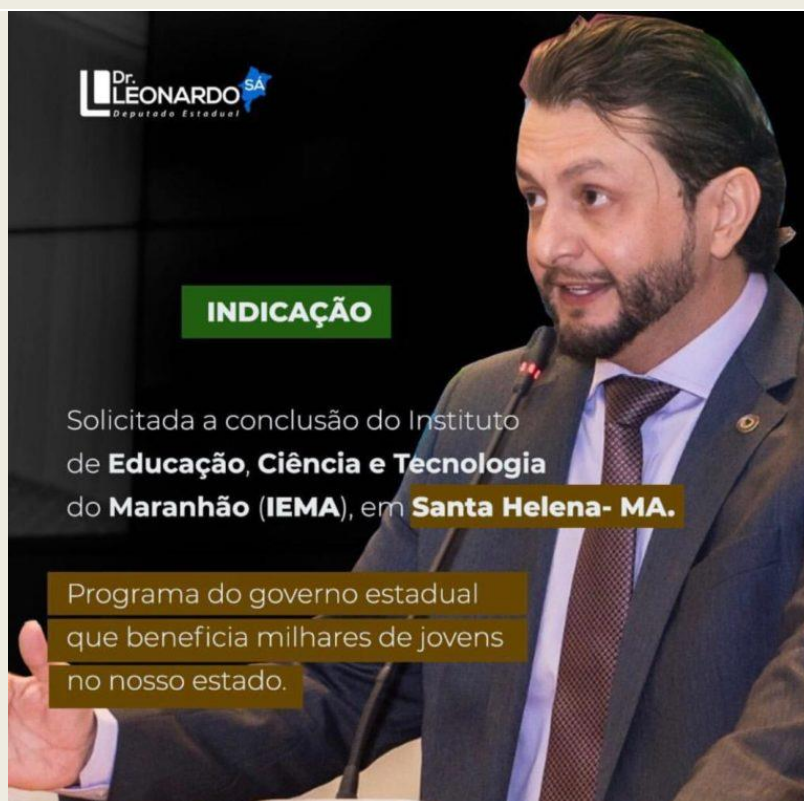 Dr.
LEONARDO SÁ
Deputado Estadual
INDICAÇÃO
Solicitada a conclusão do Instituto
de Educação, Ciência e Tecnologia
do Maranhão (IEMA), em Santa Helena- MA.
Programa do governo estadual
que beneficia milhares de jovens
no nosso estado.